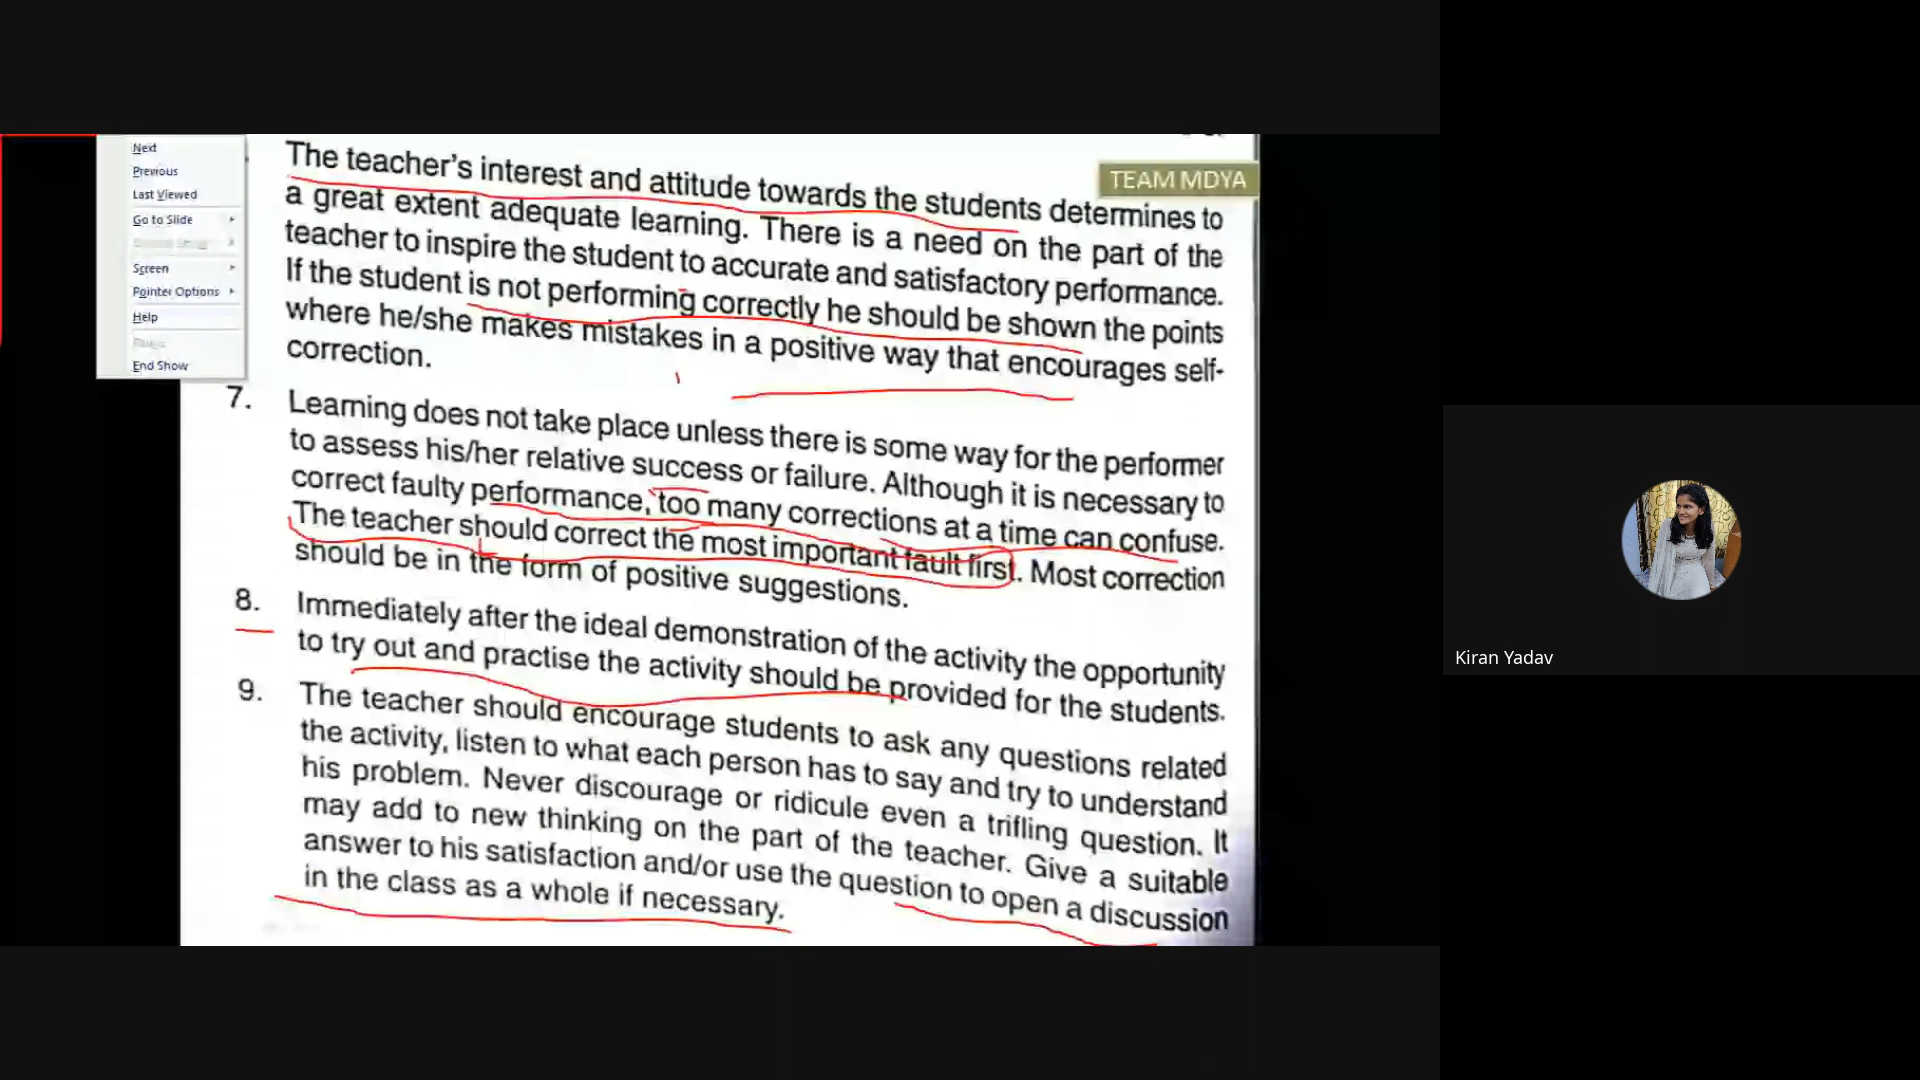 Next
Previous
Last Viewed
Go to Slide
Screen
Pointer Options
Help
End Show
TEAM MDYA
The teacher's interest and attitude towards the students determines to
a great extent adequate learning. There is a need on the part of the
teacher to inspire the student to accurate and satisfactory performance.
If the student is not performing correctly he should be shown the points
where he/she makes mistakes in a positive way that encourages self-
correction.
7. Learning does not take place unless there is some way for the performer
to assess his/her relative success or failure. Although it is necessary to
correct faulty performance, too many corrections at a time can confuse.
The teacher should correct the most important fault first. Most correction
should be in the form of positive suggestions.
8. Immediately after the ideal demonstration of the activity the opportunity
to try out and practise the activity should be provided for the students.
9. The teacher should encourage students to ask any questions related
the activity, listen to what each person has to say and try to understand
his problem. Never discourage or ridicule even a trifling question. It
may add to new thinking on the part of the teacher. Give a suitable
answer to his satisfaction and/or use the question to open a discussion
in the class as a whole if necessary.
Kiran Yadav